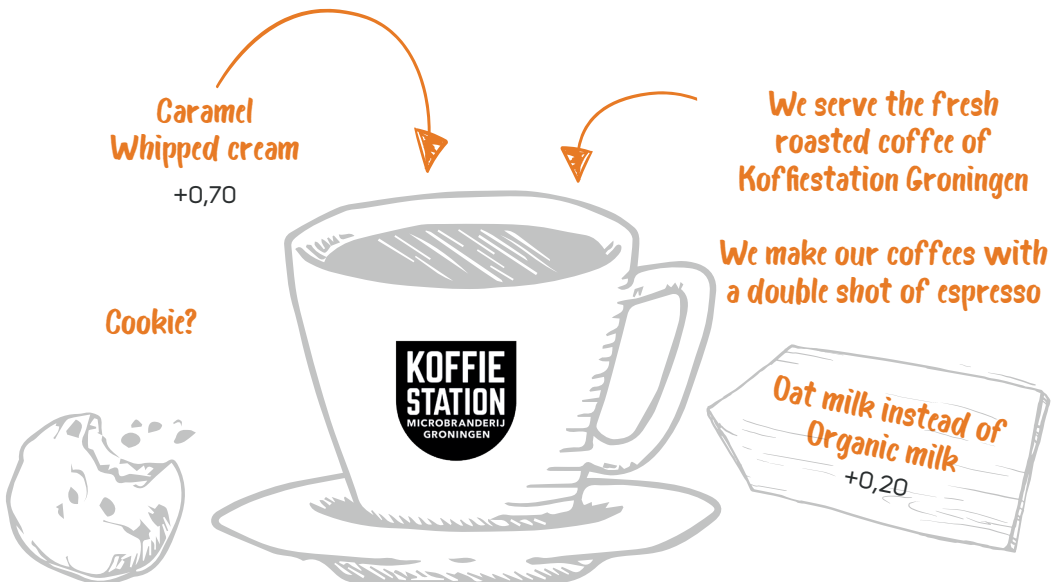 Caramel
Whipped cream
+0,70
We serve the fresh
roasted coffee of
Koffiestation Groningen
We make our coffees with
a double shot of espresso
Cookie?
KOFFIE
STATION
MICROBRANDERIJ
GRONINGEN
Oat milk instead of
Organic milk
+0,20